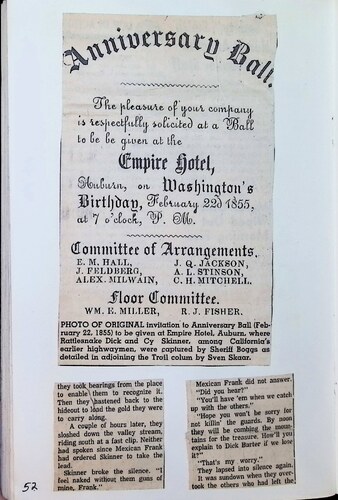 Anniversary Ball.
The pleasure of your company
is respectfully solicited at a Ball
to be be given at the
Empire Hotel,
Auburn, on Washington's
Birthday, February 22d 1855,
at 7 o'clock, P. M.
Committee of Arrangements.
E. M. HALL, J. Q. JACKSON,
J. FELDBERG, A. L. STINSON,
ALEX. MILWAIN, C. H. MITCHELL.
Floor Committee.
WM. E. MILLER, R. J. FISHER.
PHOTO OF ORIGINAL invitation to Anniversary Ball (Feb-
ruary 22, 1855) to be given at Empire Hotel, Auburn, where
Rattlesnake Dick and Cy Skinner, among California's
earlier highwaymen, were captured by Sheriff Boggs as
detailed in adjoining the Troil colum by Sven Skaar.
they took bearings from the place
to enable them to recognize it.
Then they hastened back to the
hideout to load the gold they were
to carry along.
A couple of hours later, they
sloshed down the valley stream,
riding south at a fast clip. Neither
had spoken since Mexican Frank
had ordered Skinner to take the
lead.
Skinner broke the silence. "I
feel naked without them guns of
mine, Frank."
Mexican Frank did not answer.
"Did you hear?"
"You'll have 'em when we catch
up with the others."
"Hope you won't be sorry for
not killing the guards. By noon
they will be combing the moun-
tains for the treasure. How'll you
explain to Dick Barter if we lose
it?"
"That's my worry."
They lapsed into silence again.
It was sundown when they over-
took the others who had left the
52